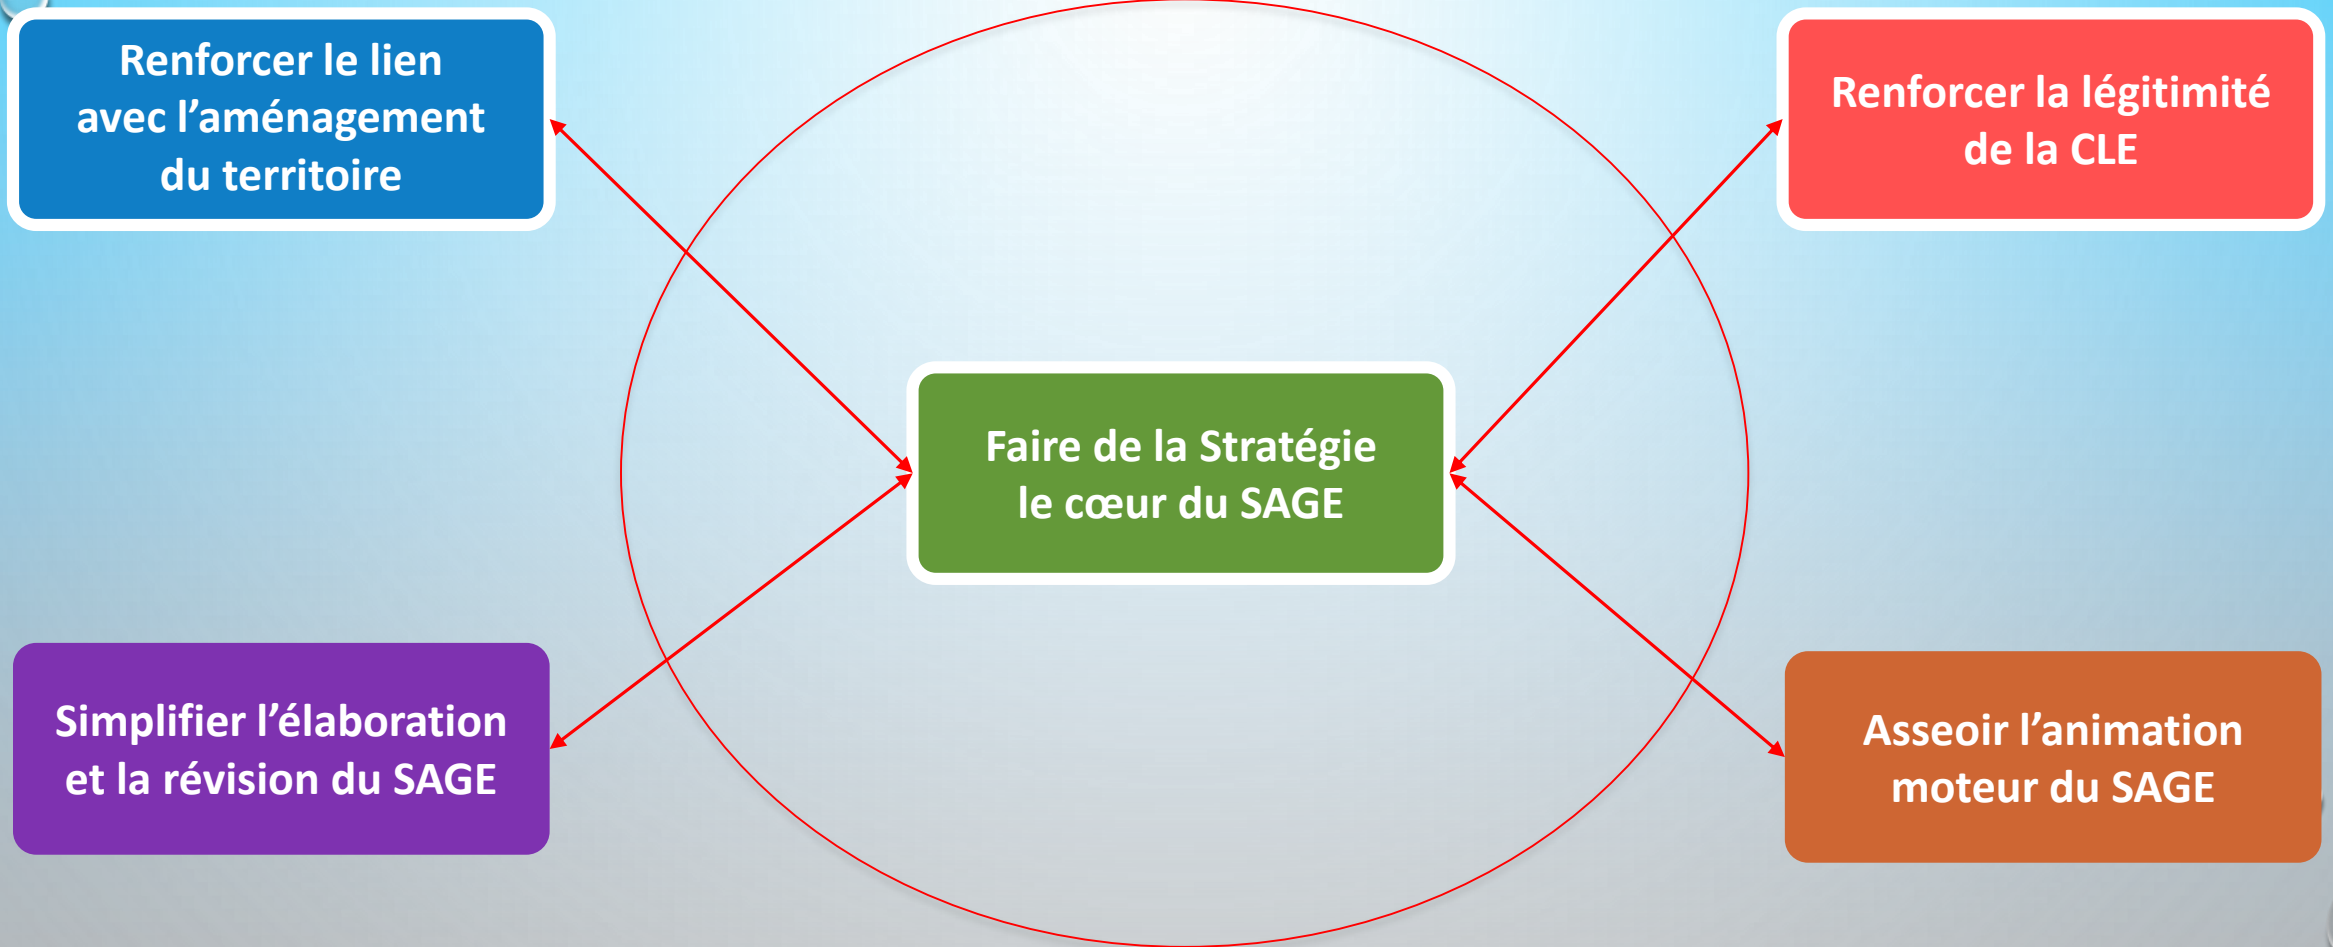 Renforcer le lien
avec l’aménagement
du territoire
Renforcer la légitimité
de la CLE
Faire de la Stratégie
le cœur du SAGE
Simplifier l’élaboration
et la révision du SAGE
Asseoir l’animation
moteur du SAGE